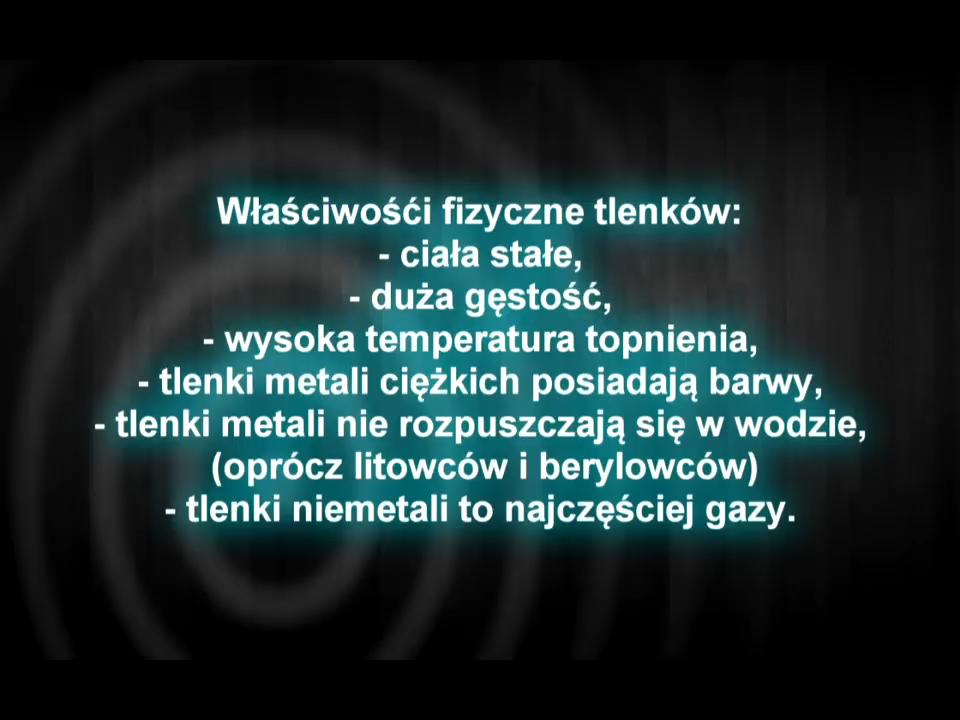 Właściwośći fizyczne tlenków:
- ciała stałe,
- duża gęstość,
- wysoka temperatura topnienia,
- tlenki metali ciężkich posiadają barwy,
- tlenki metali nie rozpuszczają się w wodzie,
(oprócz litowców i berylowców)
- tlenki niemetali to najczęściej gazy.